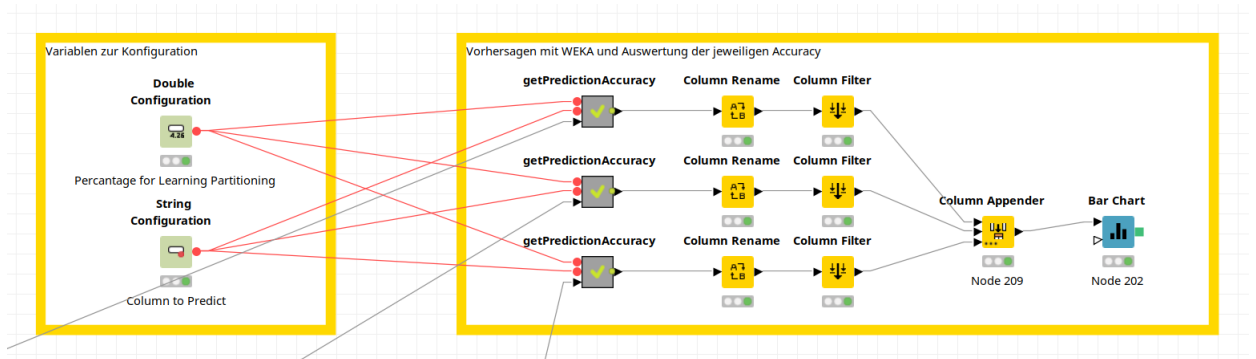 Variablen zur Konfiguration
Double
Configuration
4.26
Percantage for Learning Partitioning
String
Configuration
Column to Predict
Vorhersagen mit WEKA und Auswertung der jeweiligen Accuracy
getPredictionAccuracy
Column Rename
Column Filter
getPredictionAccuracy
Column Rename
Column Filter
getPredictionAccuracy
Column Rename
Column Filter
Column Appender
Node 209
Bar Chart
Node 202